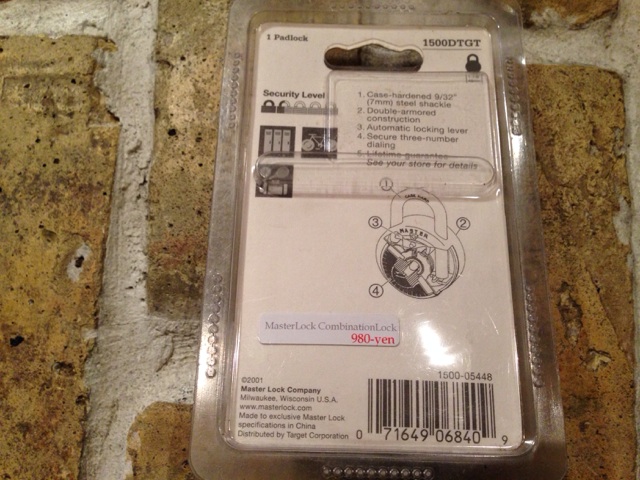 1 Padlock
1500DTGT
Security Level
1. Case-hardened 9/32"
(7mm) steel shackle
2. Double-armored
construction
3. Automatic locking lever
4. Secure three-number
dialing
5. Lifetime guarantee
See your store for details
1
MASTER
3
2
4
MasterLock CombinationLock
980-yen
1500-05448
©2001
Master Lock Company
Milwaukee, Wisconsin U.S.A.
www.masterlock.com
Made to exclusive Master Lock
specifications in China
Distributed by Target Corporation
0 71649 06840 9